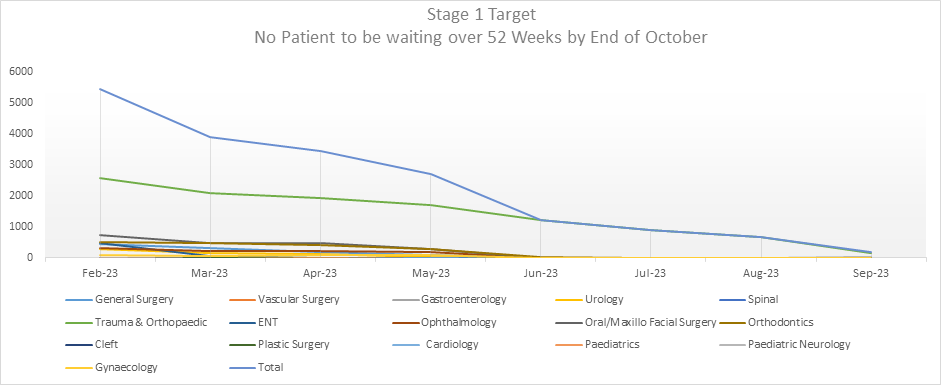 Stage 1 Target
No Patient to be waiting over 52 Weeks by End of October
6000
5000
4000
3000
2000
1000
0
Feb-23 Mar-23 Apr-23 May-23 Jun-23 Jul-23 Aug-23 Sep-23
General Surgery Vascular Surgery Gastroenterology Urology Spinal
Trauma & Orthopaedic ENT Ophthalmology Oral/Maxillo Facial Surgery Orthodontics
Cleft Plastic Surgery Cardiology Paediatrics Paediatric Neurology
Gynaecology Total